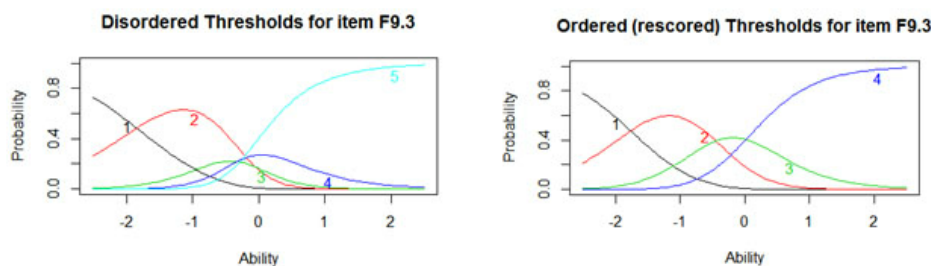 Disordered Thresholds for item F9.3
Probability
0.8
0.4
0.0
1
2
3
4
5
-2 -1 0 1 2
Ability
Ordered (rescored) Thresholds for item F9.3
Probability
0.8
0.4
0.0
1
2
3
4
-2 -1 0 1 2
Ability